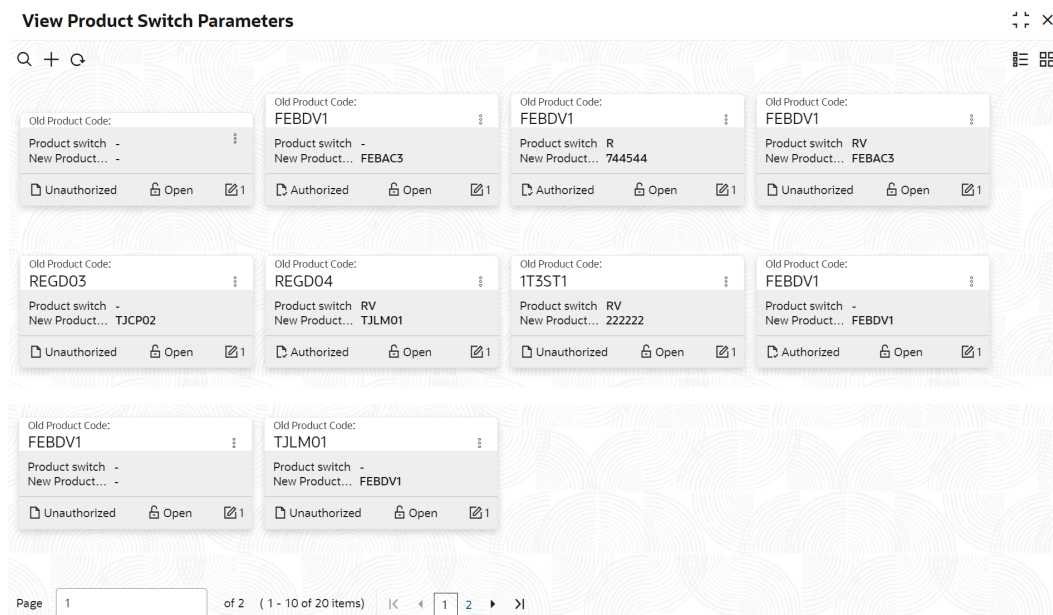 View Product Switch Parameters
Old Product Code:
Product switch -
New Product... -
Unauthorized Open 1
Old Product Code:
FEBDV1
Product switch -
New Product... FEBAC3
Authorized Open 1
Old Product Code:
FEBDV1
Product switch R
New Product... 744544
Authorized Open 1
Old Product Code:
FEBDV1
Product switch RV
New Product... FEBAC3
Unauthorized Open 1
Old Product Code:
REGD03
Product switch -
New Product... TJCP02
Unauthorized Open 1
Old Product Code:
REGD04
Product switch RV
New Product... TJLM01
Authorized Open 1
Old Product Code:
1T3ST1
Product switch RV
New Product... 222222
Unauthorized Open 1
Old Product Code:
FEBDV1
Product switch -
New Product... FEBDV1
Authorized Open 1
Old Product Code:
FEBDV1
Product switch -
New Product... -
Unauthorized Open 1
Old Product Code:
TJLM01
Product switch -
New Product... FEBDV1
Unauthorized Open 1
Page 1 of 2 (1 - 10 of 20 items) 1 2